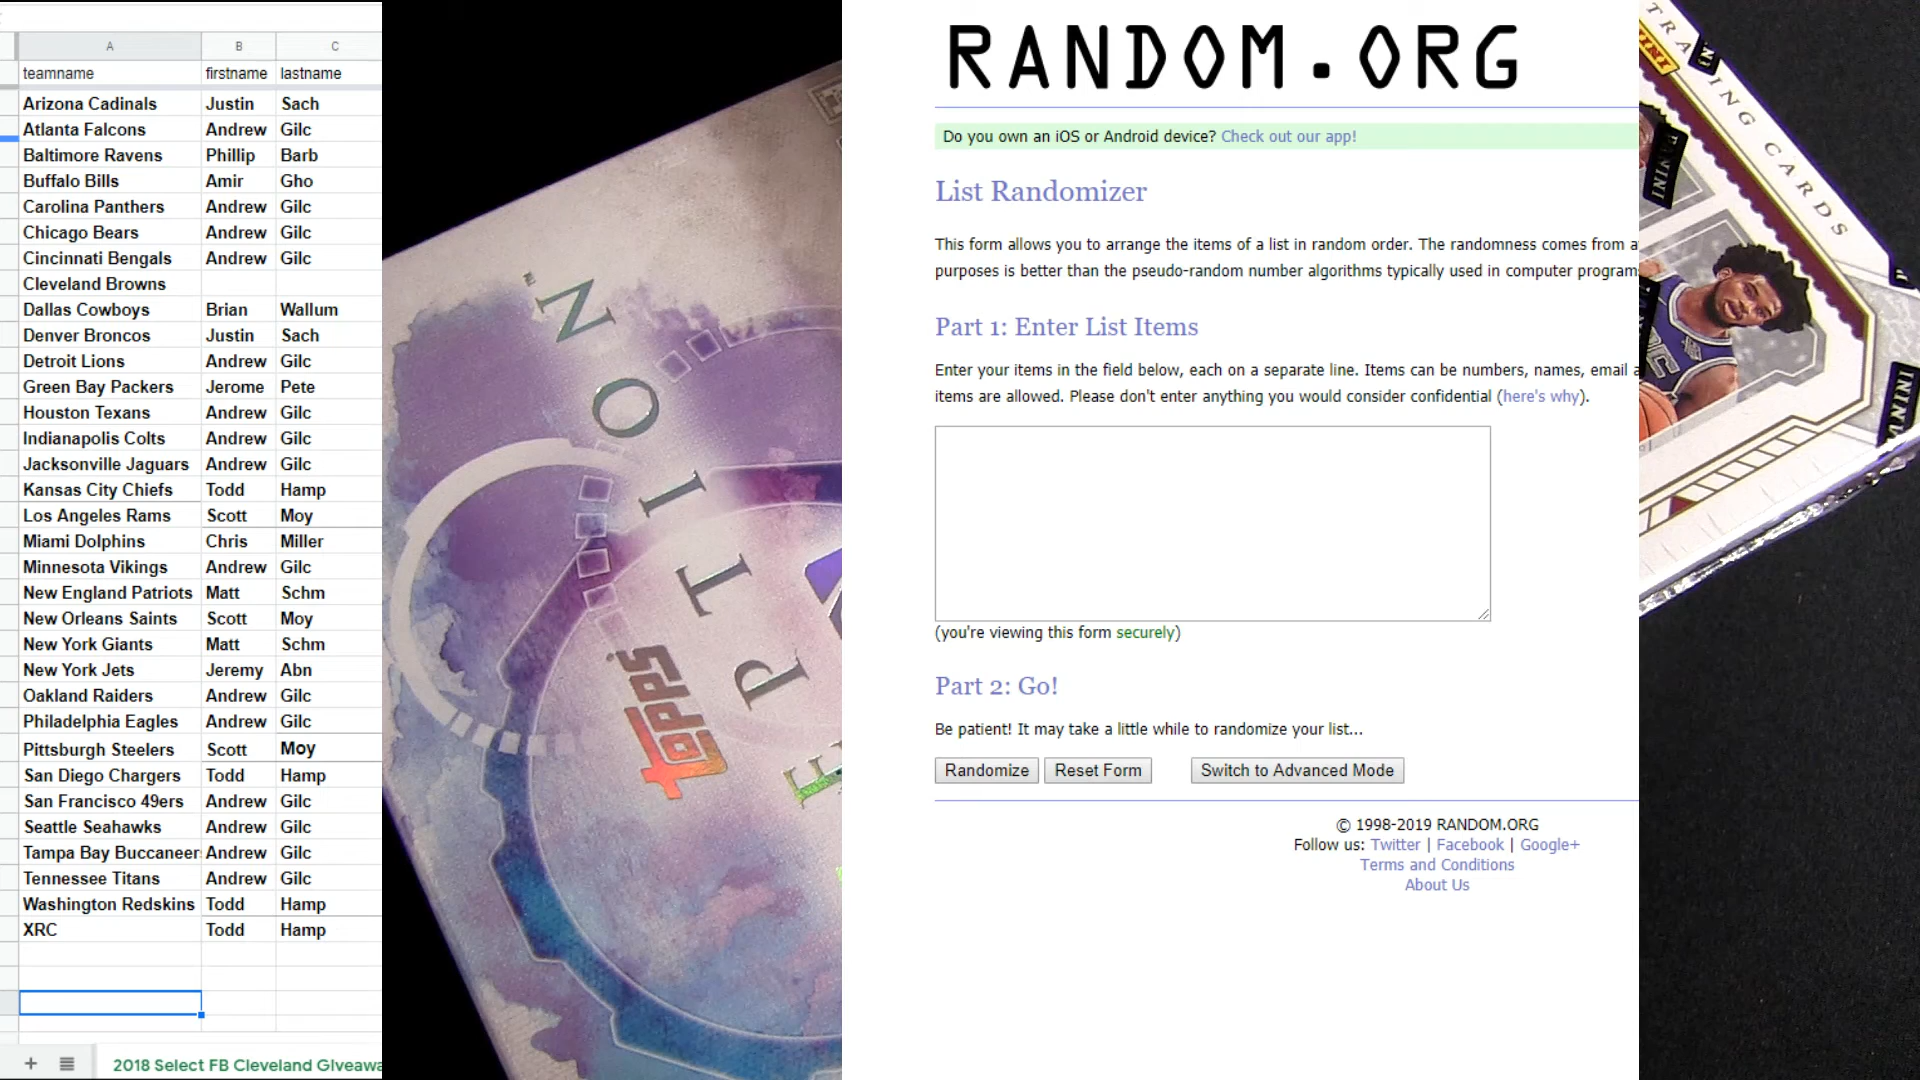 A B C
teamname firstname lastname
Arizona Cadinals Justin Sach
Atlanta Falcons Andrew Gilc
Baltimore Ravens Phillip Barb
Buffalo Bills Amir Gho
Carolina Panthers Andrew Gilc
Chicago Bears Andrew Gilc
Cincinnati Bengals Andrew Gilc
Cleveland Browns
Dallas Cowboys Brian Wallum
Denver Broncos Justin Sach
Detroit Lions Andrew Gilc
Green Bay Packers Jerome Pete
Houston Texans Andrew Gilc
Indianapolis Colts Andrew Gilc
Jacksonville Jaguars Andrew Gilc
Kansas City Chiefs Todd Hamp
Los Angeles Rams Scott Moy
Miami Dolphins Chris Miller
Minnesota Vikings Andrew Gilc
New England Patriots Matt Schm
New Orleans Saints Scott Moy
New York Giants Matt Schm
New York Jets Jeremy Abn
Oakland Raiders Andrew Gilc
Philadelphia Eagles Andrew Gilc
Pittsburgh Steelers Scott Moy
San Diego Chargers Todd Hamp
San Francisco 49ers Andrew Gilc
Seattle Seahawks Andrew Gilc
Tampa Bay Buccaneer Andrew Gilc
Tennessee Titans Andrew Gilc
Washington Redskins Todd Hamp
XRC Todd Hamp
2018 Select FB Cleveland GIveawa
PTION
topps
RANDOM.ORG
Do you own an iOS or Android device? Check out our app!
List Randomizer
This form allows you to arrange the items of a list in random order. The randomness comes from a
purposes is better than the pseudo-random number algorithms typically used in computer program
Part 1: Enter List Items
Enter your items in the field below, each on a separate line. Items can be numbers, names, email a
items are allowed. Please don't enter anything you would consider confidential (here's why).
(you're viewing this form securely)
Part 2: Go!
Be patient! It may take a little while to randomize your list...
Randomize Reset Form Switch to Advanced Mode
© 1998-2019 RANDOM.ORG
Follow us: Twitter | Facebook | Google+
Terms and Conditions
About Us
TRADING CARDS
PANINI